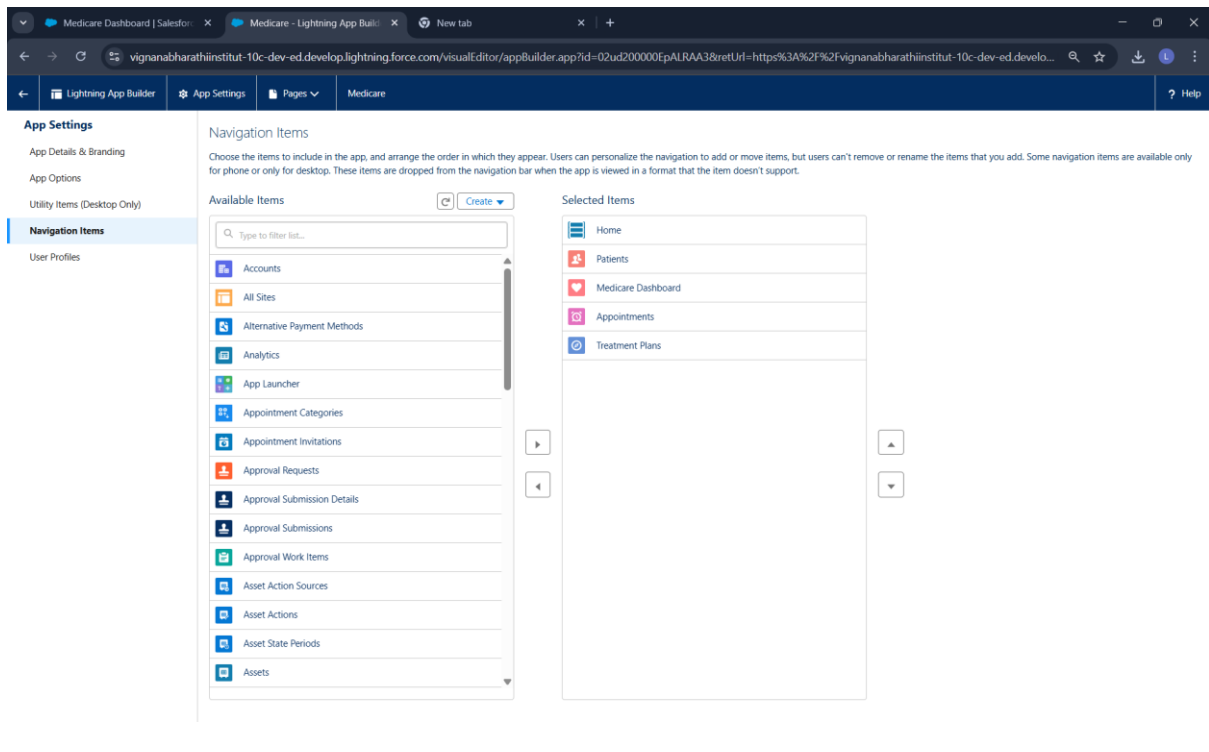 Medicare Dashboard | Salesforc
Medicare - Lightning App Build
New tab
vignanabharathiinstitut-10c-dev-ed.develop.lightning.force.com/visualEditor/appBuilder.app?id=02ud200000EpALRAA3&retUrl=https%3A%2F%2Fvignanabharathiinstitut-10c-dev-ed.develo...
L
Lightning App Builder
App Settings
Pages
Medicare
? Help
App Settings
App Details & Branding
App Options
Utility Items (Desktop Only)
Navigation Items
User Profiles
Navigation Items
Choose the items to include in the app, and arrange the order in which they appear. Users can personalize the navigation to add or move items, but users can't remove or rename the items that you add. Some navigation items are available only
for phone or only for desktop. These items are dropped from the navigation bar when the app is viewed in a format that the item doesn't support.
Available Items
Create
Type to filter list...
Accounts
All Sites
Alternative Payment Methods
Analytics
App Launcher
Appointment Categories
Appointment Invitations
Approval Requests
Approval Submission Details
Approval Submissions
Approval Work Items
Asset Action Sources
Asset Actions
Asset State Periods
Assets
Selected Items
Home
Patients
Medicare Dashboard
Appointments
Treatment Plans